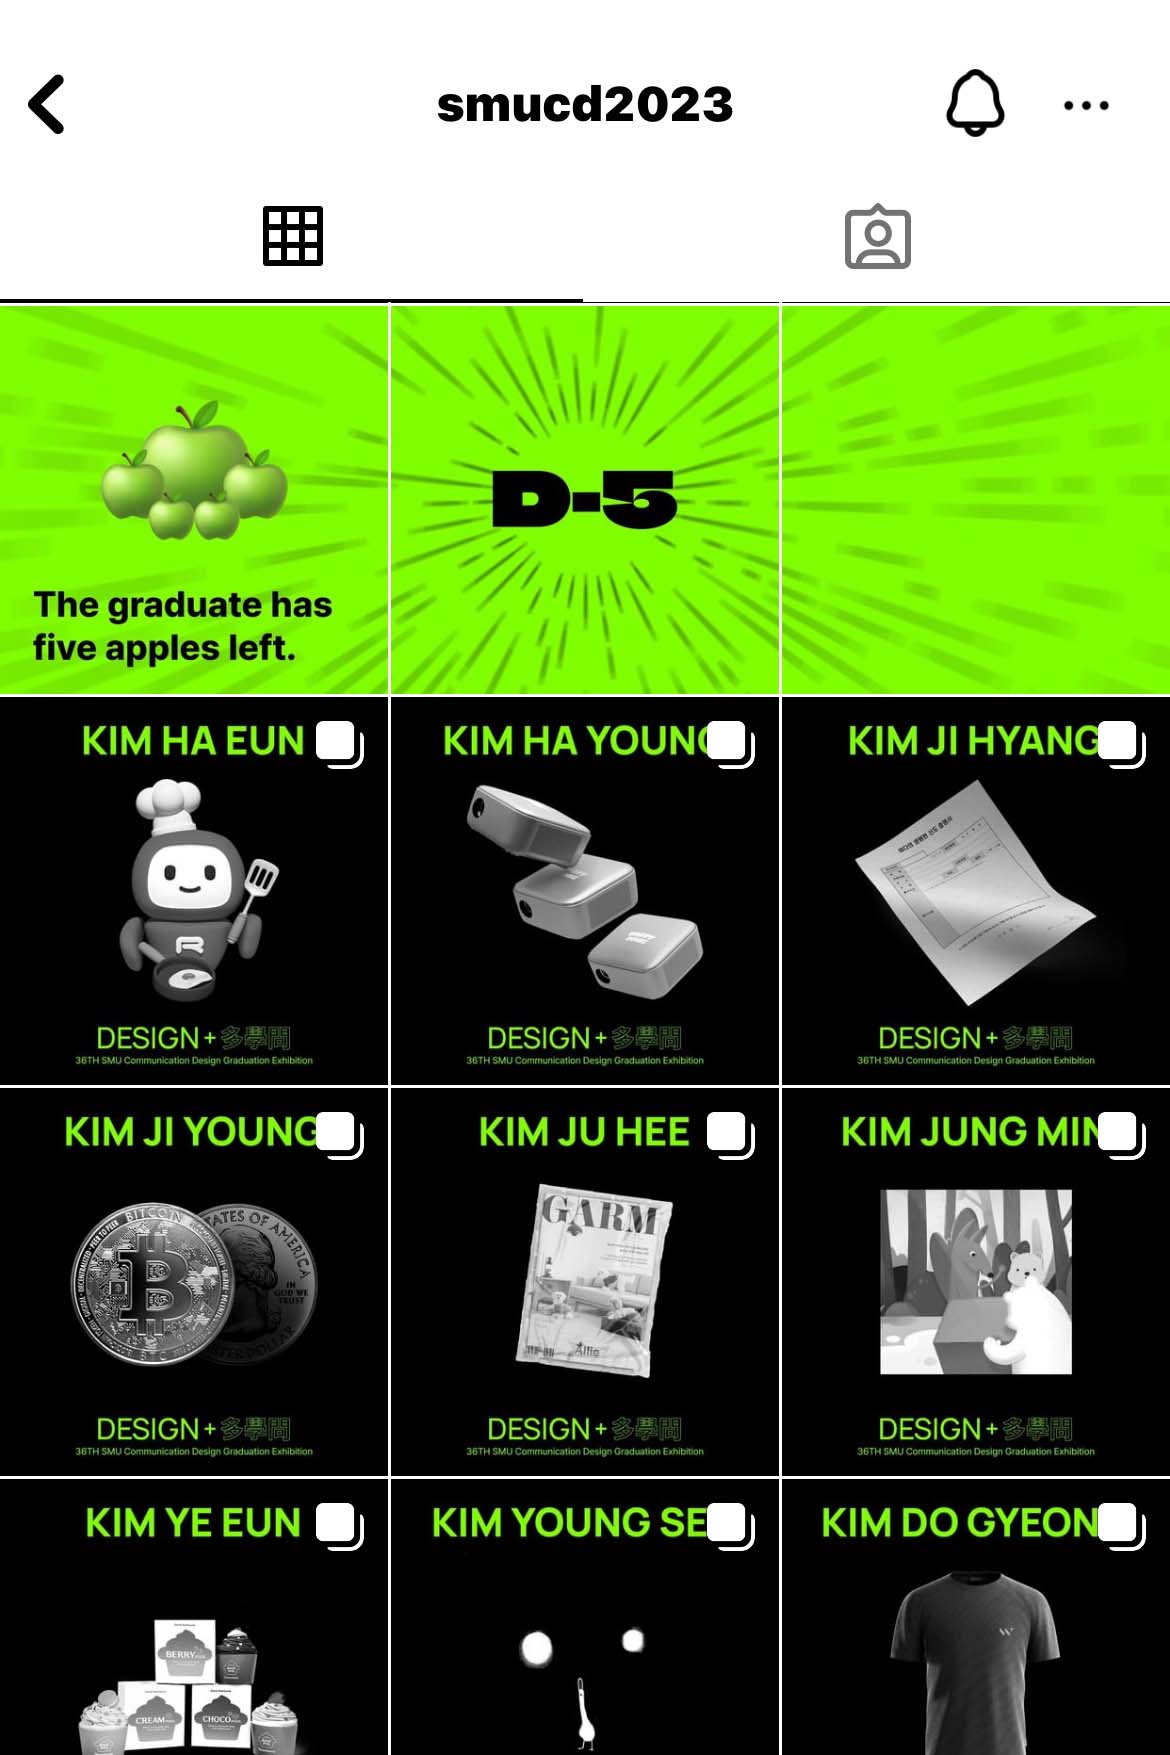 smucd2023
The graduate has
five apples left.
D-5
KIM HA EUN
DESIGN + 多學問
36TH SMU Communication Design Graduation Exhibition
KIM HA YOUNG
DESIGN + 多學問
36TH SMU Communication Design Graduation Exhibition
KIM JI HYANG
DESIGN + 多學問
36TH SMU Communication Design Graduation Exhibition
KIM JI YOUNG
BITCOIN
STATES OF AMERICA
IN
GOD WE
TRUST
DESIGN + 多學問
36TH SMU Communication Design Graduation Exhibition
KIM JU HEE
GARM
DESIGN + 多學問
36TH SMU Communication Design Graduation Exhibition
KIM JUNG MIN
DESIGN + 多學問
36TH SMU Communication Design Graduation Exhibition
KIM YE EUN
BERRY
CREAM
CHOCO
KIM YOUNG SE
KIM DO GYEON